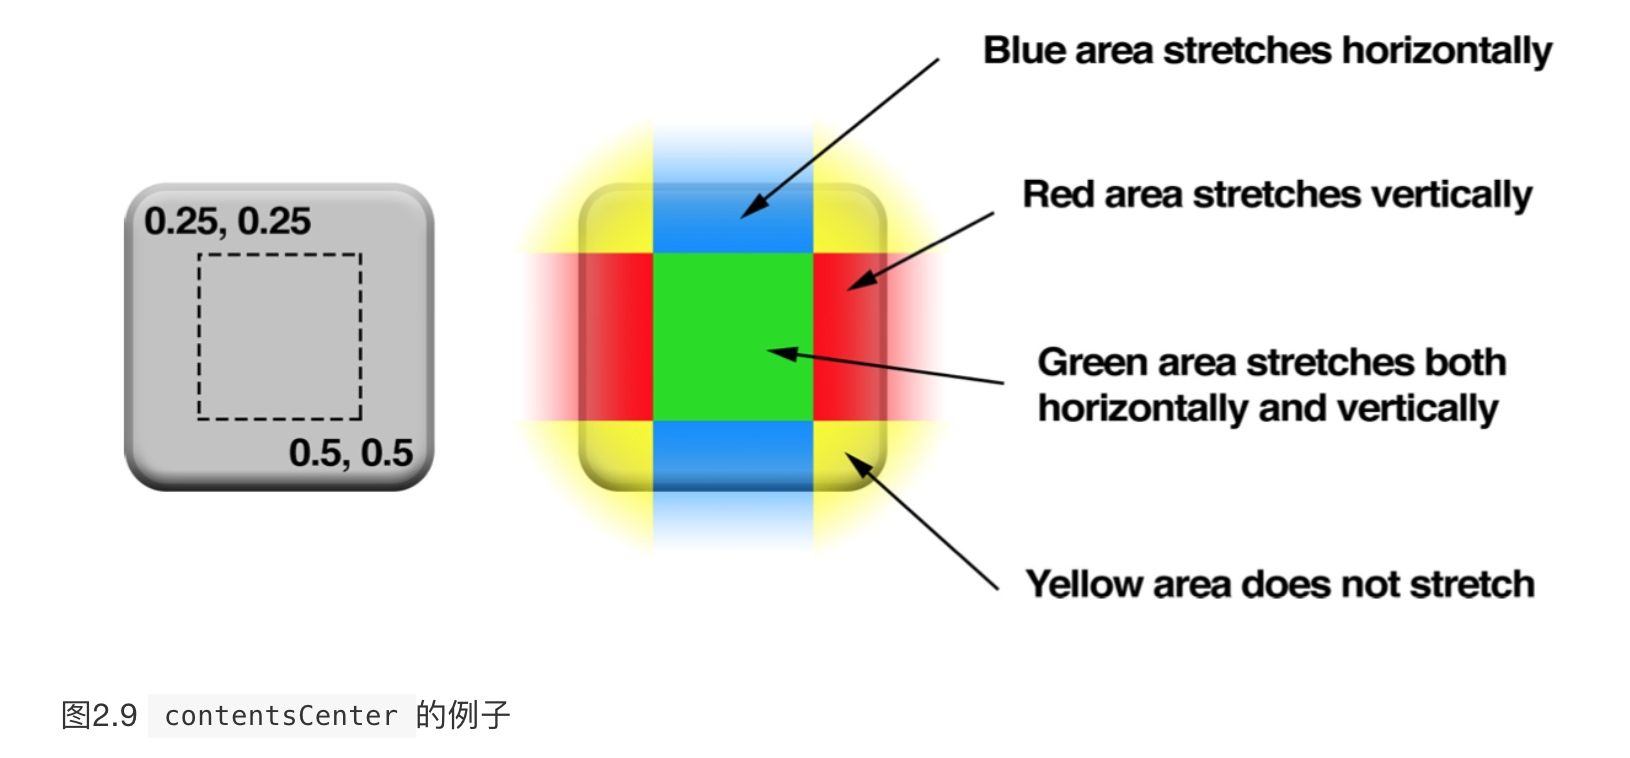 Blue area stretches horizontally
Red area stretches vertically
0.25, 0.25
Green area stretches both
horizontally and vertically
0.5, 0.5
Yellow area does not stretch
图2.9 contentsCenter 的例子